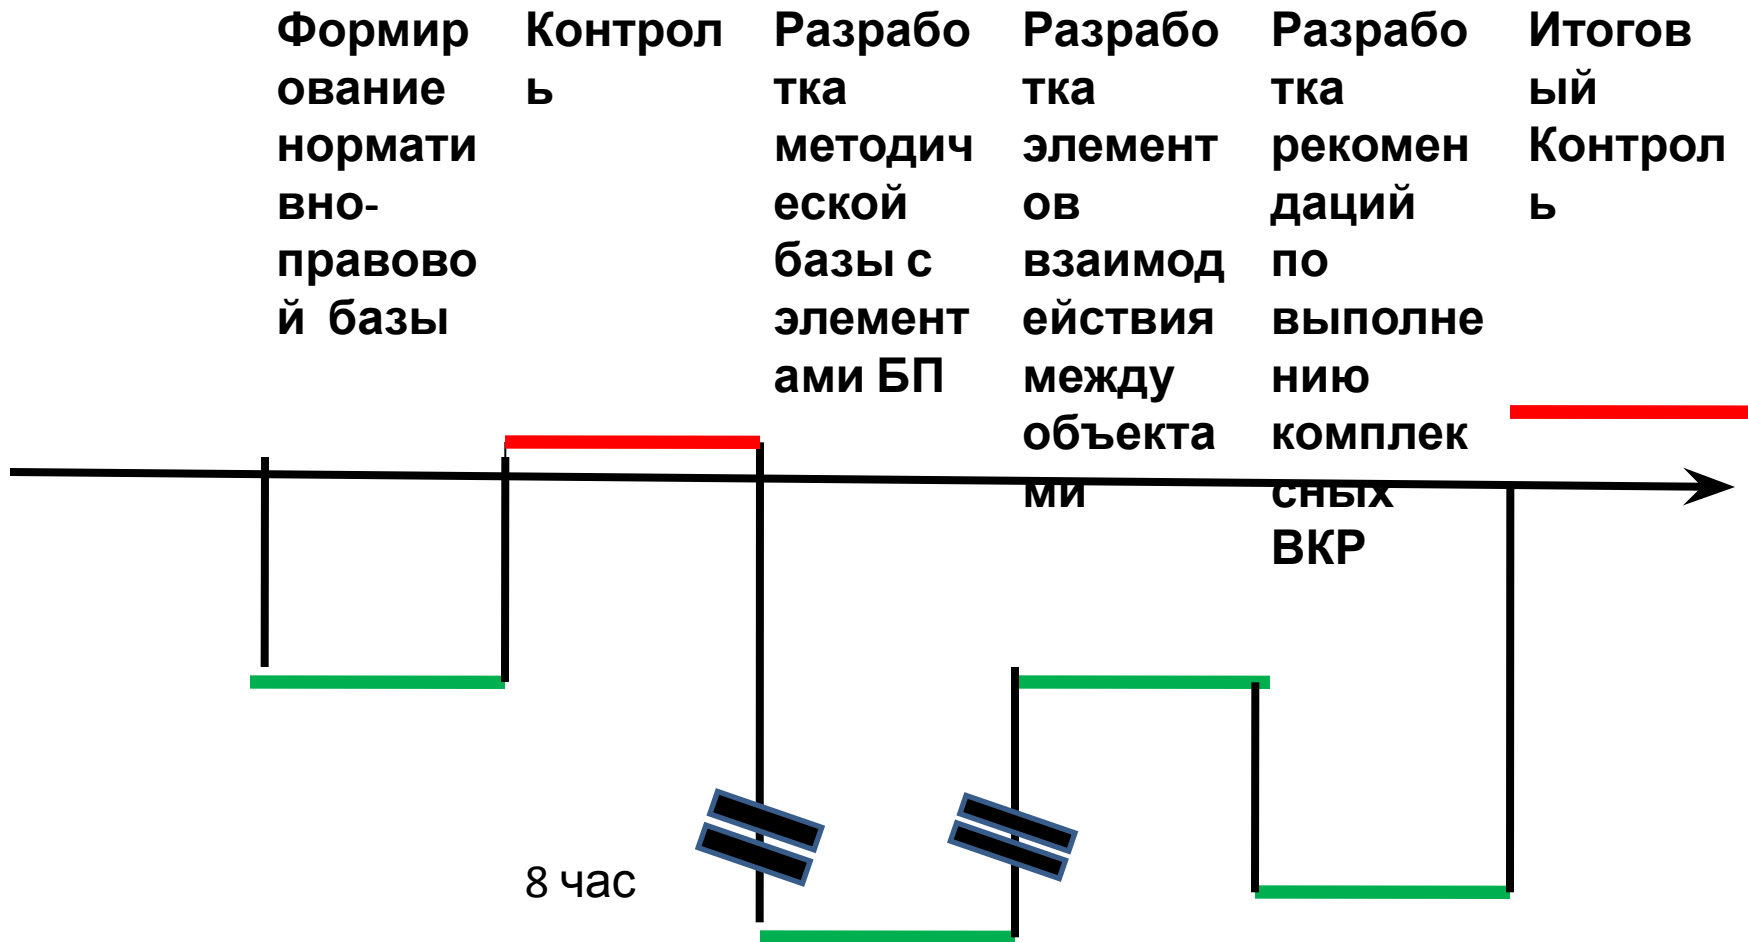 Формир
ование
нормати
вно-
правово
й базы
Контрол
ь
Разрабо
тка
методич
еской
базы с
элемент
ами БП
Разрабо
тка
элемент
ов
взаимод
ействия
между
объекта
ми
Разрабо
тка
рекомен
даций
по
выполне
нию
комплек
сных
ВКР
Итогов
ый
Контрол
ь
8 час